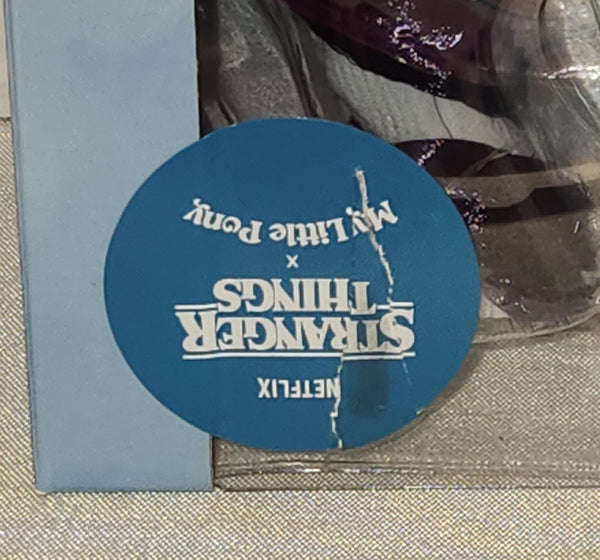 NETFLIX
STRANGER
THINGS
x
My Little Pony